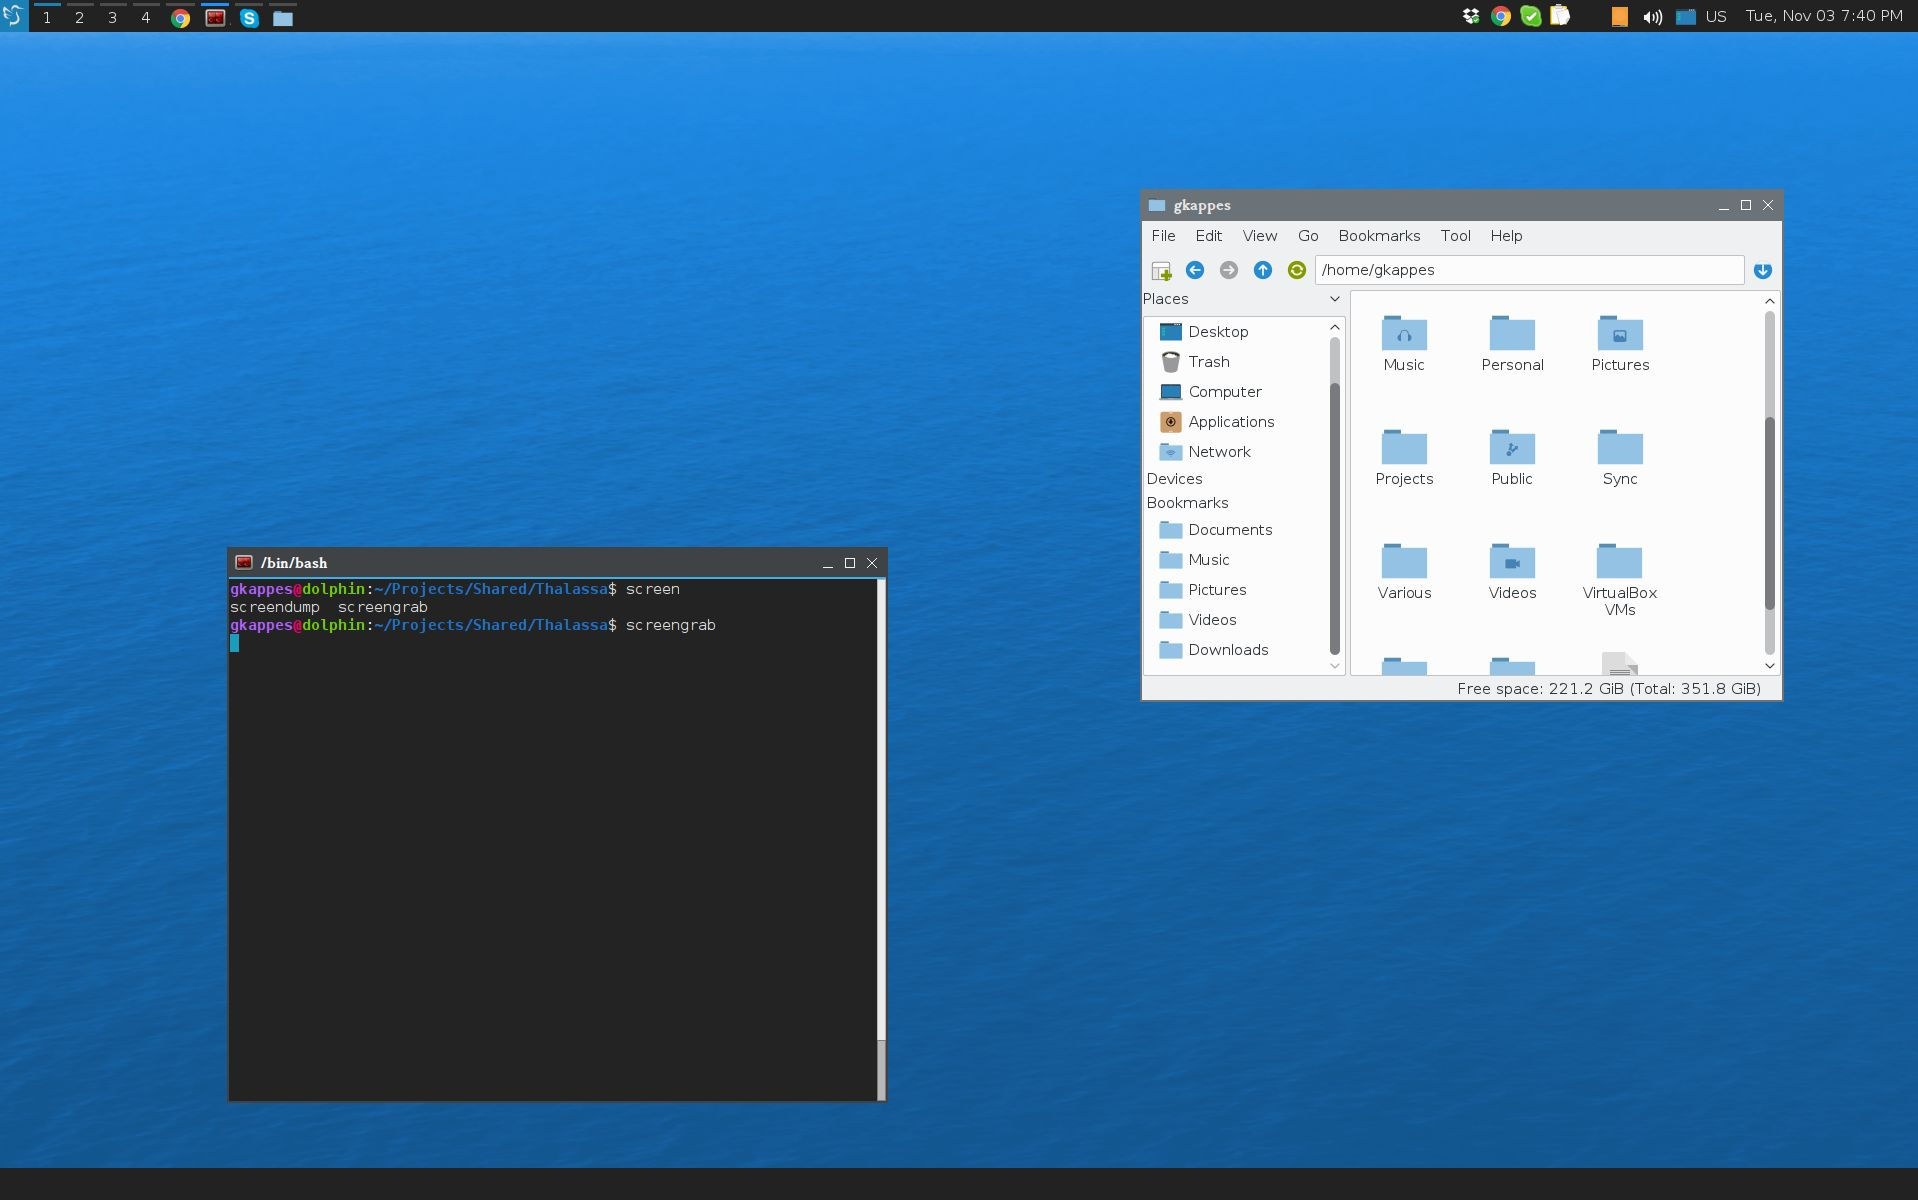 1 2 3 4 US Tue, Nov 03 7:40 PM
gkappes
File Edit View Go Bookmarks Tool Help
/home/gkappes
Places
Desktop
Trash
Computer
Applications
Network
Devices
Bookmarks
Documents
Music
Pictures
Videos
Downloads
Music Personal Pictures
Projects Public Sync
Various Videos VirtualBox
VMs
Free space: 221.2 GiB (Total: 351.8 GiB)
/bin/bash
gkappes@dolphin:~/Projects/Shared/Thalassa$ screen
screendump screengrab
gkappes@dolphin:~/Projects/Shared/Thalassa$ screengrab